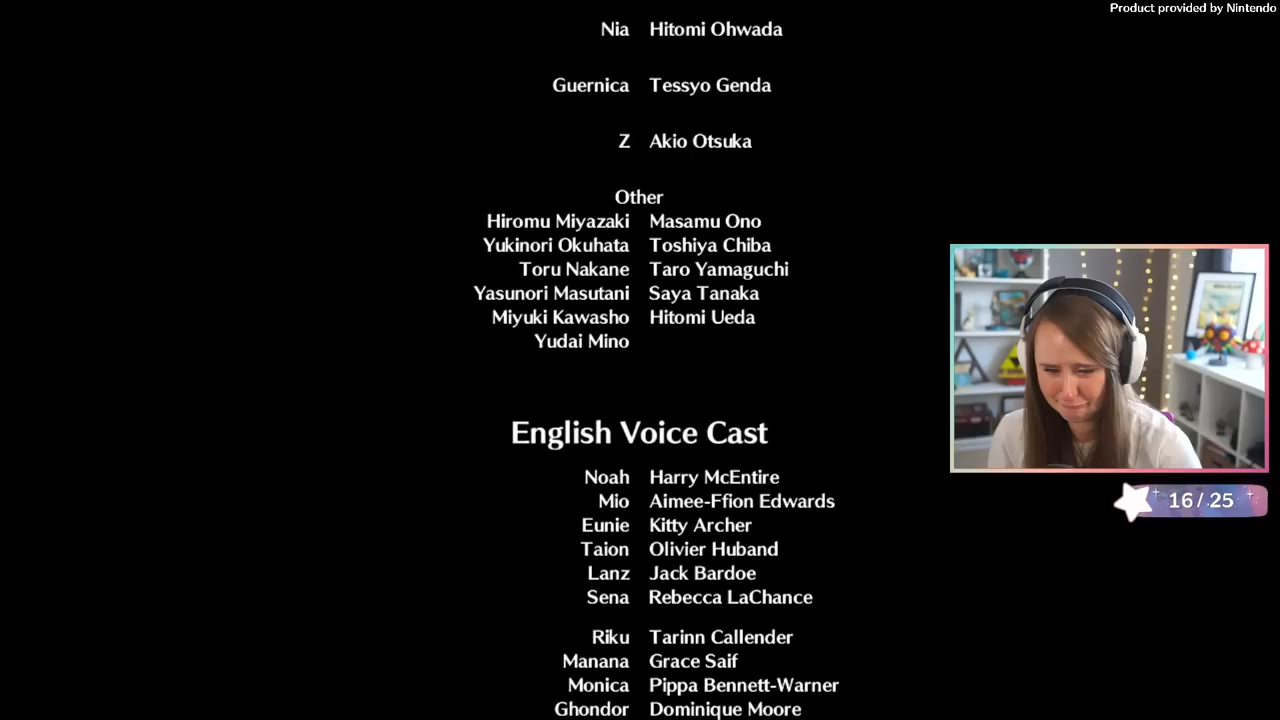 Product provided by Nintendo
Nia Hitomi Ohwada
Guernica Tessyo Genda
Z Akio Otsuka
Other
Hiromu Miyazaki Masamu Ono
Yukinori Okuhata Toshiya Chiba
Toru Nakane Taro Yamaguchi
Yasunori Masutani Saya Tanaka
Miyuki Kawasho Hitomi Ueda
Yudai Mino
English Voice Cast
Noah Harry McEntire
Mio Aimee-Ffion Edwards
Eunie Kitty Archer
Taion Olivier Huband
Lanz Jack Bardoe
Sena Rebecca LaChance
Riku Tarinn Callender
Manana Grace Saif
Monica Pippa Bennett-Warner
Ghondor Dominique Moore
16/25